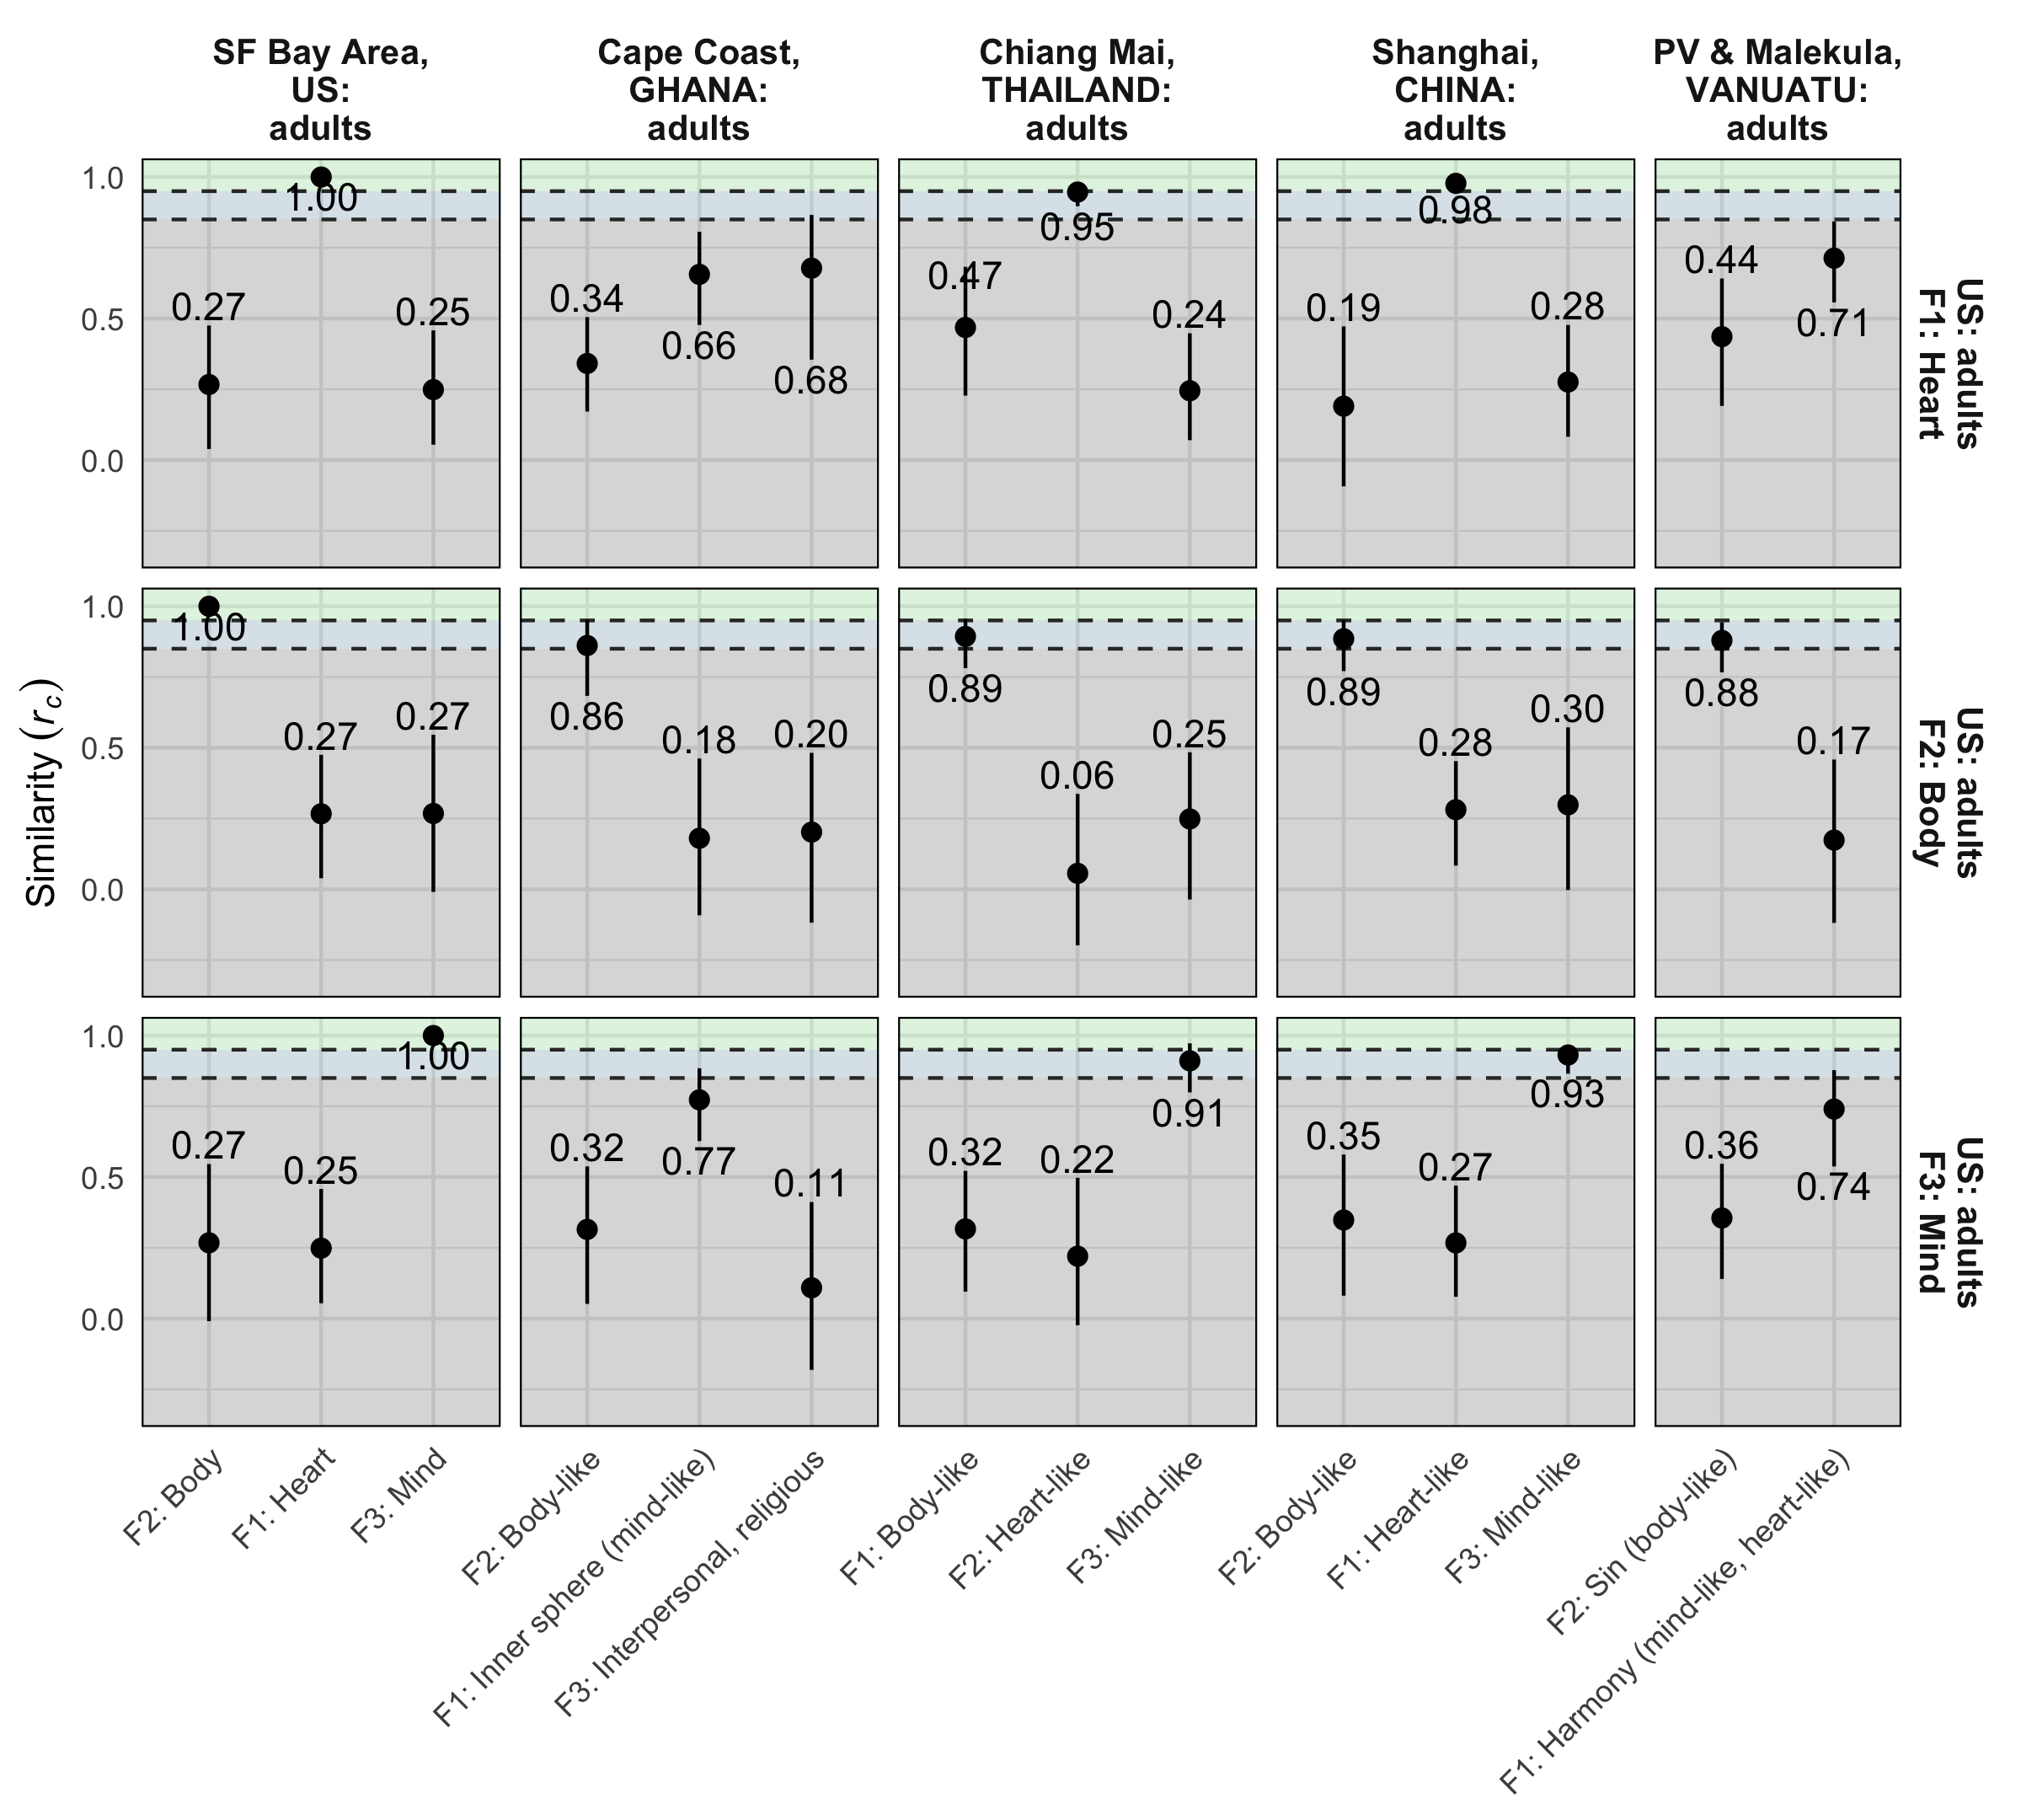 SF Bay Area,
US:
adults
Cape Coast,
GHANA:
adults
Chiang Mai,
THAILAND:
adults
Shanghai,
CHINA:
adults
PV & Malekula,
VANUATU:
adults
Similarity (rc)
1.0
0.5
0.0
0.27
1.00
0.25
0.34
0.66
0.68
0.47
0.95
0.24
0.19
0.98
0.28
0.44
0.71
US: adults
F1: Heart
1.0
0.5
0.0
1.00
0.27
0.27
0.86
0.18
0.20
0.89
0.06
0.25
0.89
0.28
0.30
0.88
0.17
US: adults
F2: Body
1.0
0.5
0.0
0.27
0.25
1.00
0.32
0.77
0.11
0.32
0.22
0.91
0.35
0.27
0.93
0.36
0.74
US: adults
F3: Mind
F2: Body
F1: Heart
F3: Mind
F2: Body-like
F1: Inner sphere (mind-like)
F3: Interpersonal, religious
F1: Body-like
F2: Heart-like
F3: Mind-like
F2: Body-like
F1: Heart-like
F3: Mind-like
F2: Sin (body-like)
F1: Harmony (mind-like, heart-like)